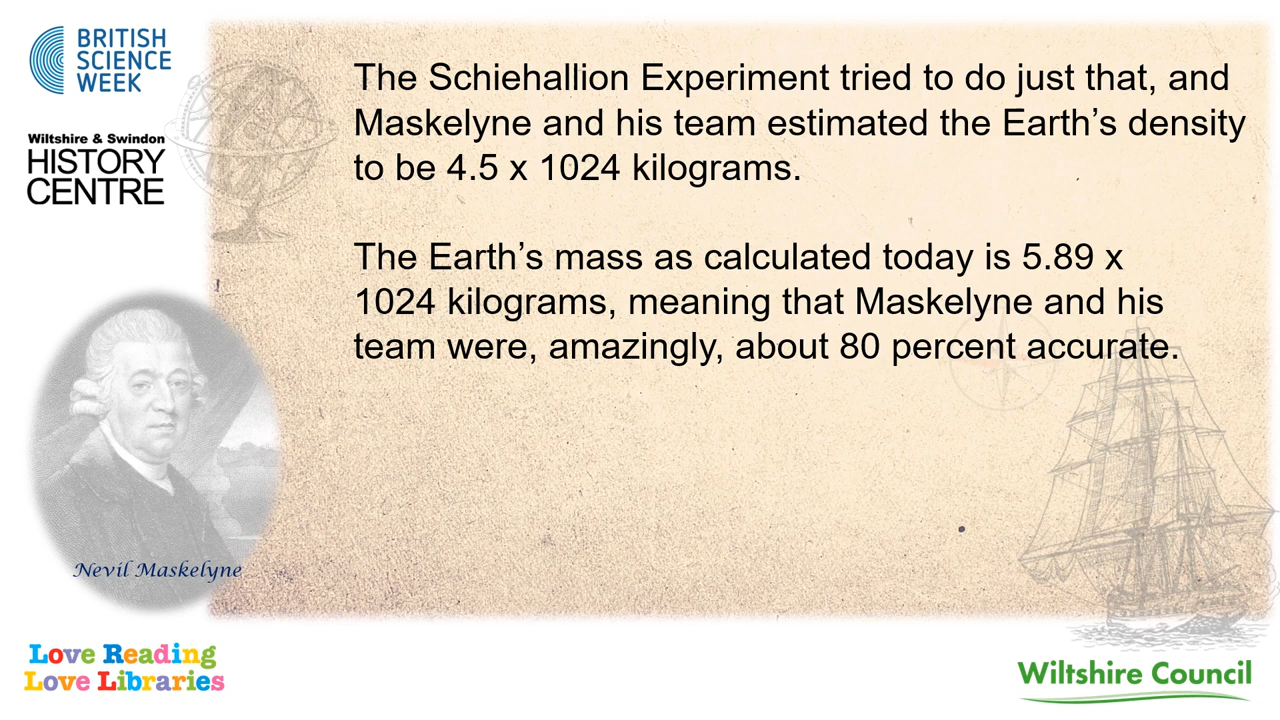 BRITISH
SCIENCE
WEEK
Wiltshire & Swindon
HISTORY
CENTRE
The Schiehallion Experiment tried to do just that, and
Maskelyne and his team estimated the Earth’s density
to be 4.5 x 1024 kilograms.
The Earth’s mass as calculated today is 5.89 x
1024 kilograms, meaning that Maskelyne and his
team were, amazingly, about 80 percent accurate.
Nevil Maskelyne
Love Reading
Love Libraries
Wiltshire Council